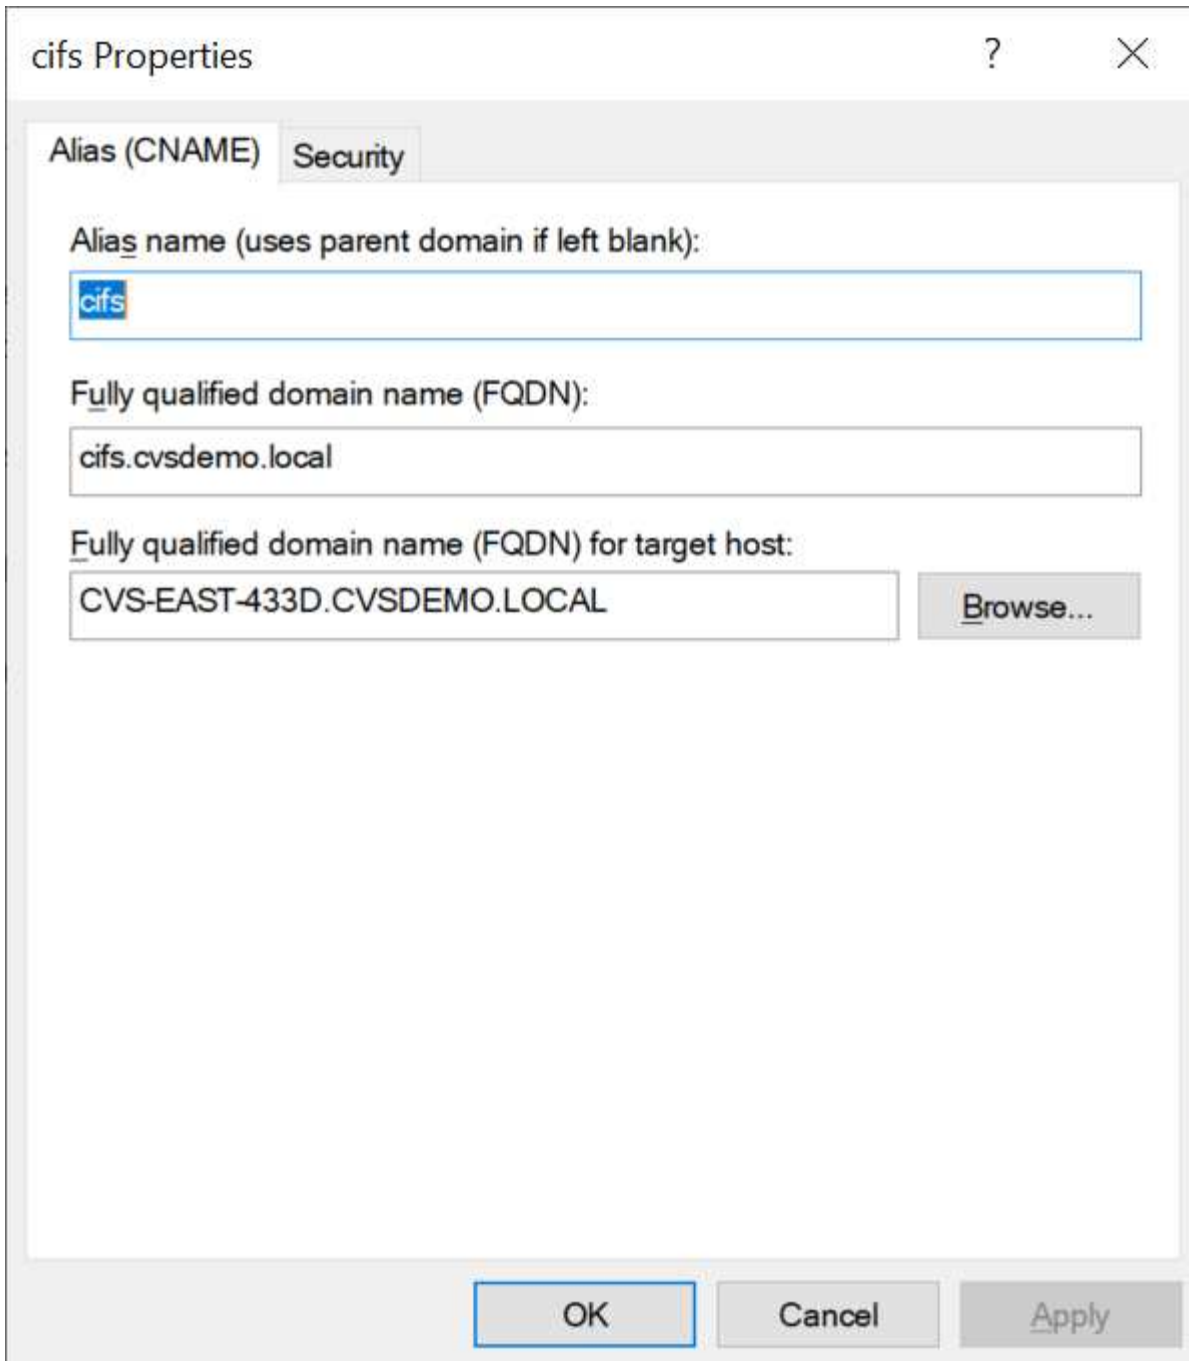 cifs Properties ?
Alias (CNAME) Security
Alias name (uses parent domain if left blank):
cifs
Fully qualified domain name (FQDN):
cifs.cvsdemo.local
Fully qualified domain name (FQDN) for target host:
CVS-EAST-433D.CVSDEMO.LOCAL Browse...
OK Cancel Apply